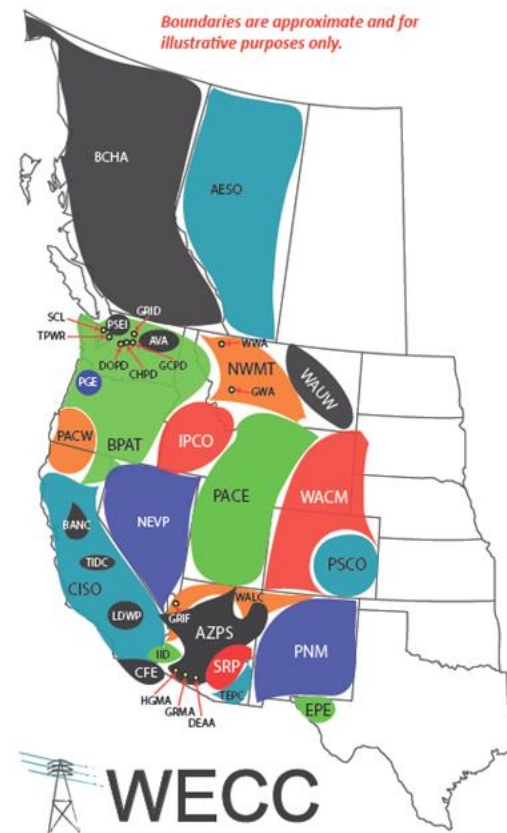 Boundaries are approximate and for
illustrative purposes only.
BCHA
AESO
SCL
PSEI
GRID
TPWR
AVA
WWA
DOPD
CHPD
GCPD
NWMT
WAUW
PGE
GWA
PACW
BPAT
IPCO
PACE
WACM
NEVP
BANC
PSCO
TIDC
CISO
LDWP
GRIF
WALC
AZPS
PNM
IID
SRP
CFE
TEPC
HGMA
GRMA
DEAA
EPE
WECC